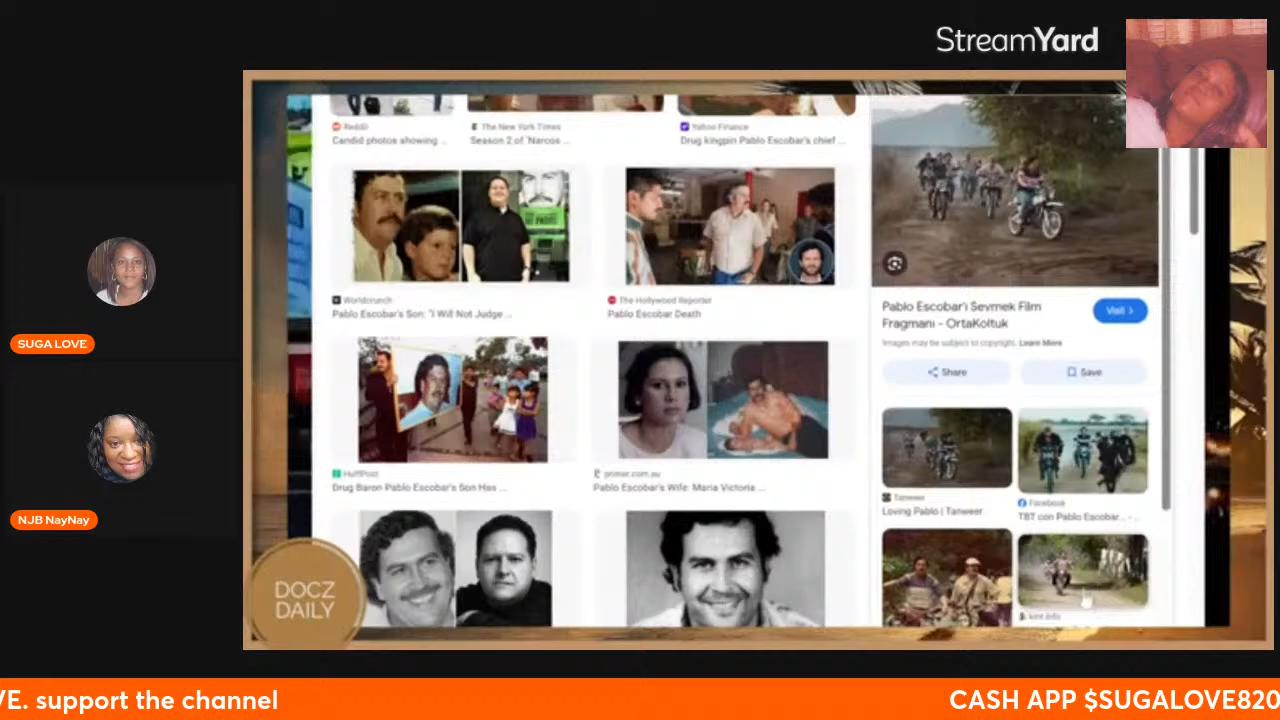 StreamYard
Reddit
Candid photos showing ...
The New York Times
Season 2 of 'Narcos ...
Yahoo Finance
Drug kingpin Pablo Escobar's chief ...
Worldcrunch
Pablo Escobar's Son: "I Will Not Judge ...
The Hollywood Reporter
Pablo Escobar Death
Pablo Escobar'ı Sevmek Film
Fragmanı - OrtaKoltuk
Visit
Images may be subject to copyright. Learn More
Share
Save
SUGA LOVE
HuffPost
Drug Baron Pablo Escobar's Son Has ...
primer.com.au
Pablo Escobar's Wife: Maria Victoria ...
Tanweer
Loving Pablo | Tanweer
Facebook
TBT con Pablo Escobar... - ...
NJB NayNay
DOCZ
DAILY
VE. support the channel
CASH APP $SUGALOVE820